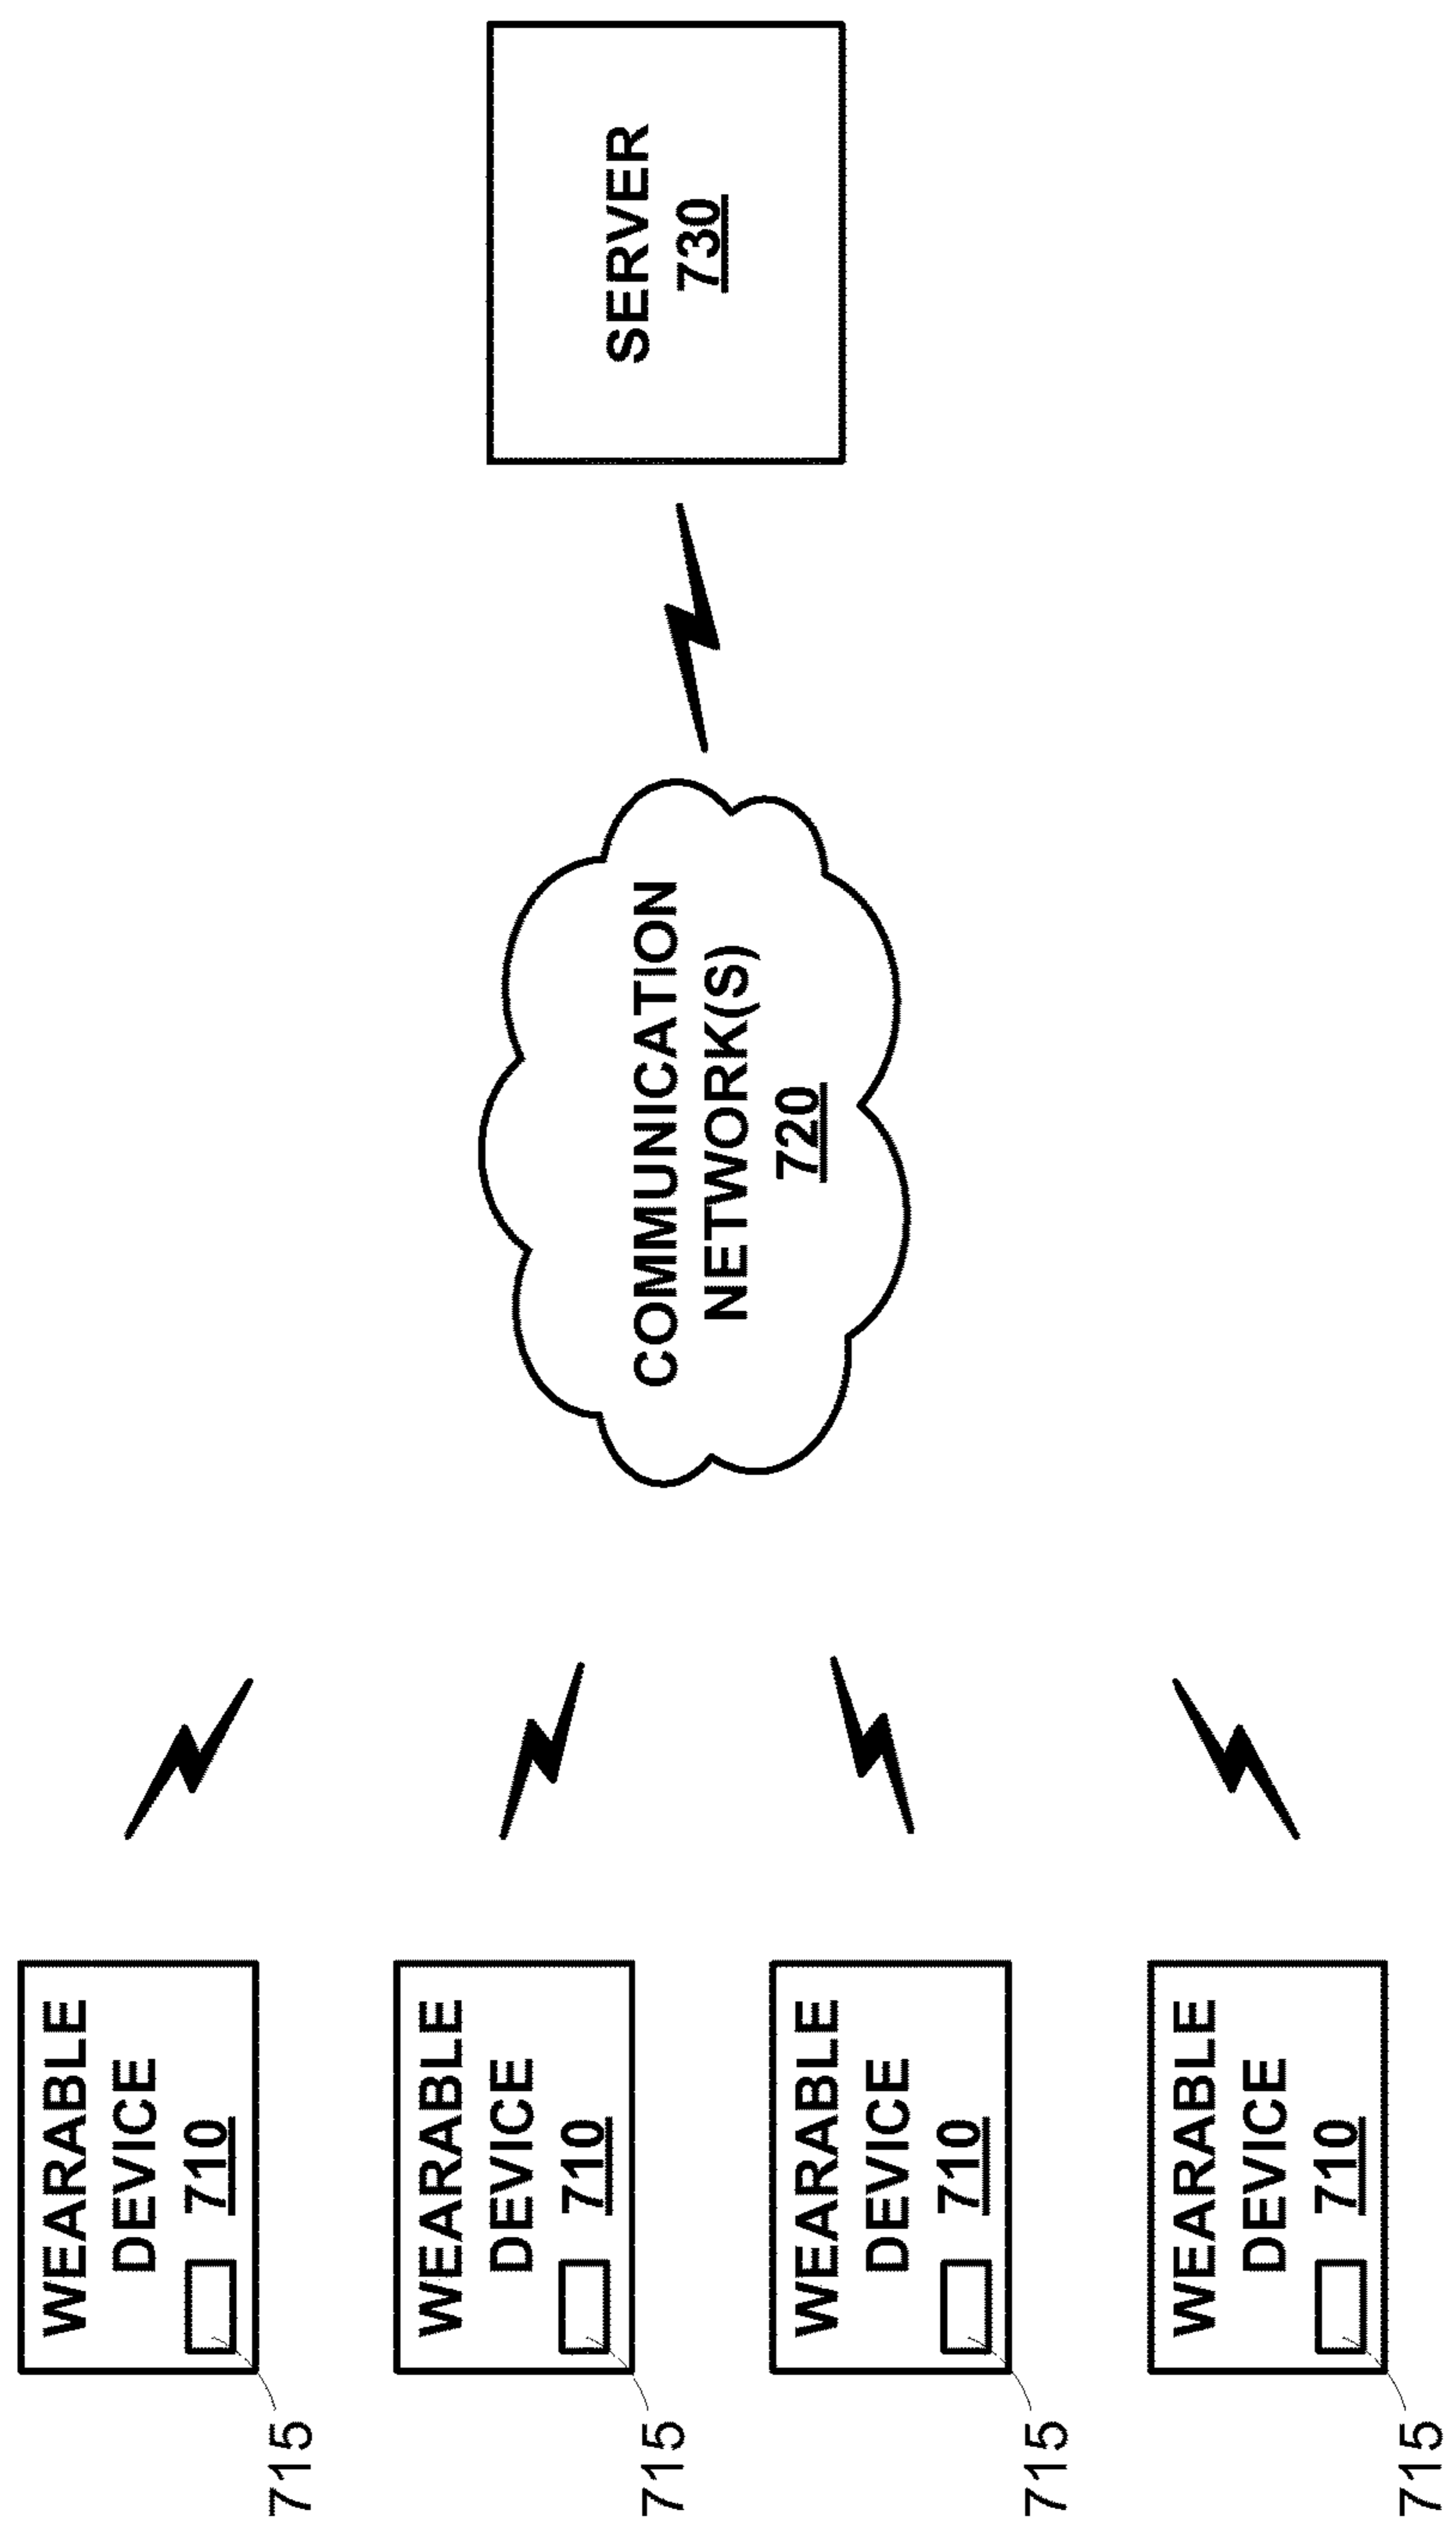 WEARABLE
DEVICE
710
715
WEARABLE
DEVICE
710
715
WEARABLE
DEVICE
710
715
WEARABLE
DEVICE
710
715
COMMUNICATION
NETWORK(S)
720
SERVER
730